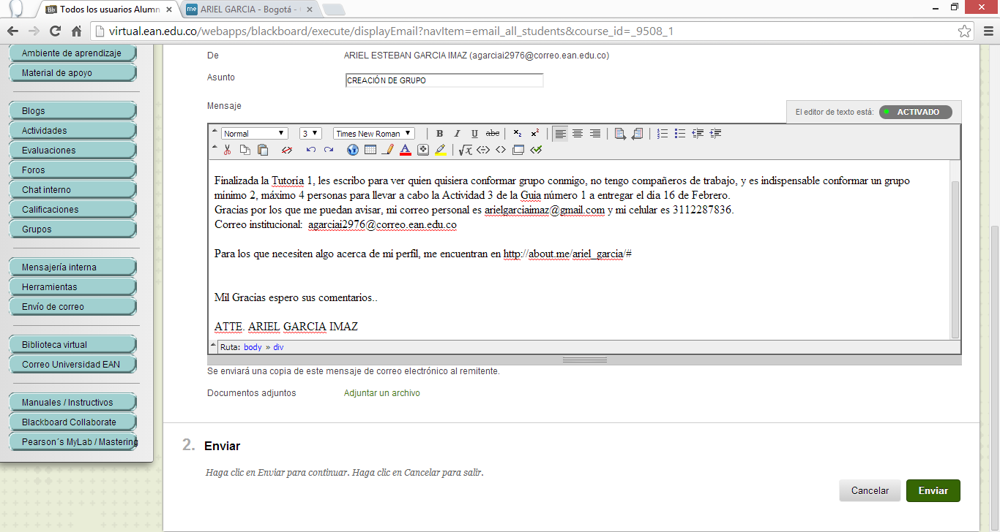 Todos los usuarios Alumn
ARIEL GARCIA - Bogotá -
virtual.ean.edu.co/webapps/blackboard/execute/displayEmail?navItem=email_all_students&course_id=_9508_1
Ambiente de aprendizaje
Material de apoyo
Blogs
Actividades
Evaluaciones
Foros
Chat interno
Calificaciones
Grupos
Mensajería interna
Herramientas
Envío de correo
Biblioteca virtual
Correo Universidad EAN
Manuales / Instructivos
Blackboard Collaborate
Pearson´s MyLab / Mastering
De ARIEL ESTEBAN GARCIA IMAZ (agarciai2976@correo.ean.edu.co)
Asunto CREACIÓN DE GRUPO
Mensaje
El editor de texto está: ACTIVADO
Normal 3 Times New Roman
Finalizada la Tutoria 1, les escribo para ver quien quisiera conformar grupo conmigo, no tengo compañeros de trabajo, y es indispensable conformar un grupo
mínimo 2, máximo 4 personas para llevar a cabo la Actividad 3 de la Guia número 1 a entregar el día 16 de Febrero.
Gracias por los que me puedan avisar, mi correo personal es arielgarciaimaz@gmail.com y mi celular es 3112287836.
Correo institucional: agarciai2976@correo.ean.edu.co
Para los que necesiten algo acerca de mi perfil, me encuentran en http://about.me/ariel_garcia/#
Mil Gracias espero sus comentarios..
ATTE. ARIEL GARCIA IMAZ
Ruta: body » div
Se enviará una copia de este mensaje de correo electrónico al remitente.
Documentos adjuntos Adjuntar un archivo
2. Enviar
Haga clic en Enviar para continuar. Haga clic en Cancelar para salir.
Cancelar Enviar